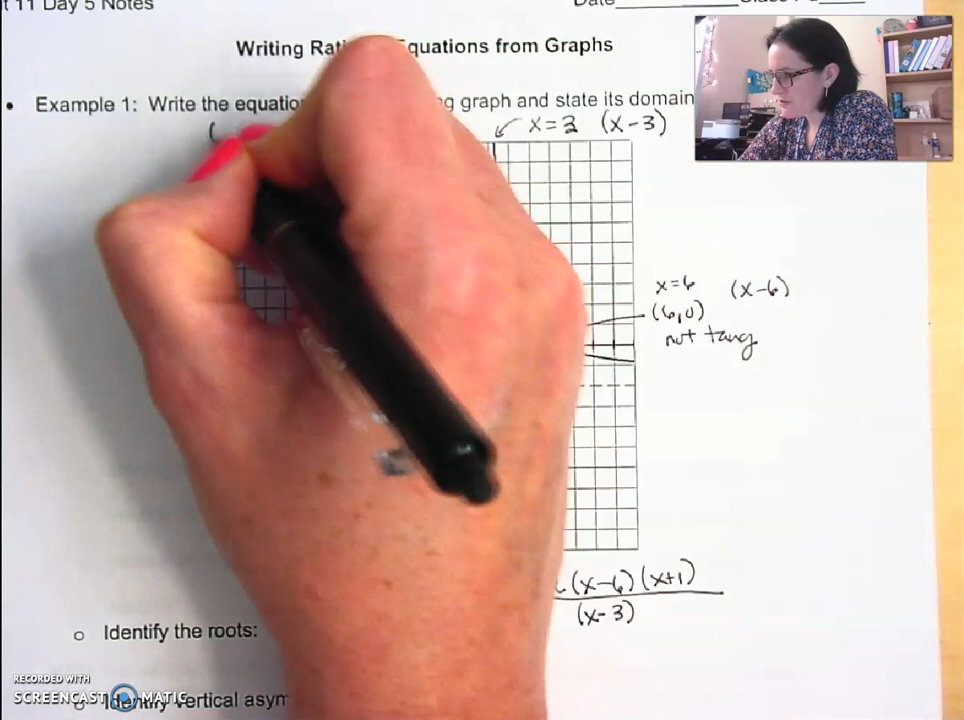 t 11 Day 5 Notes Date
Writing Rat Equations from Graphs
• Example 1: Write the equatio g graph and state its domain
( x = 3 (x-3)
x=6 (x-6)
(6,0)
not tang
(x-6)(x+1)
(x-3)
o Identify the roots:
RECORDED WITH
SCREENCAST MATIC
o Identify vertical asym